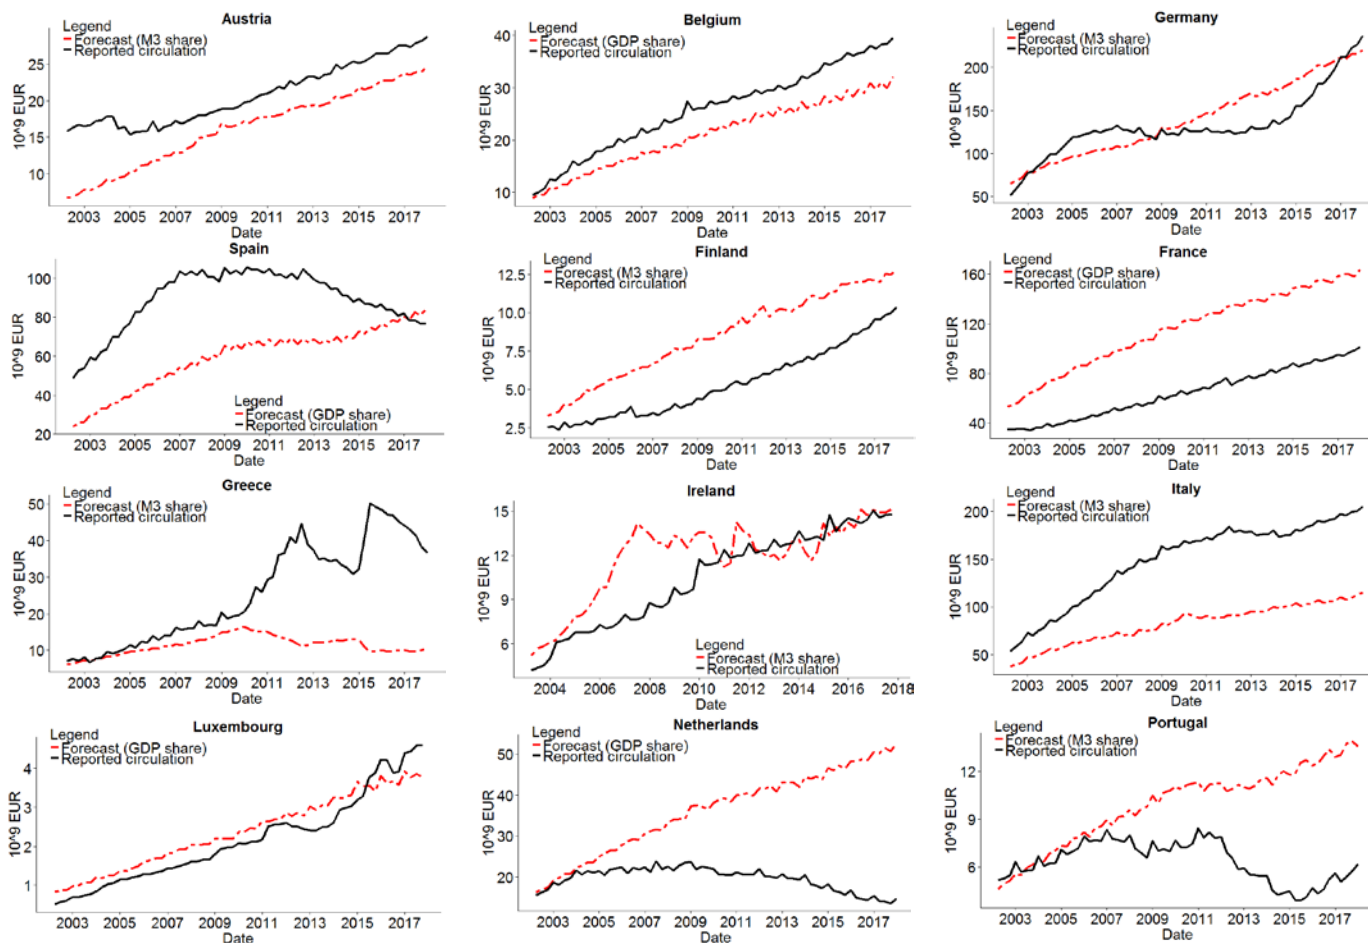 Austria
Legend
Forecast (M3 share)
Reported circulation
10^9 EUR
25
20
15
10
2003 2005 2007 2009 2011 2013 2015 2017
Date
Belgium
Legend
Forecast (GDP share)
Reported circulation
10^9 EUR
40
30
20
10
2003 2005 2007 2009 2011 2013 2015 2017
Date
Germany
Legend
Forecast (M3 share)
Reported circulation
10^9 EUR
200
150
100
50
2003 2005 2007 2009 2011 2013 2015 2017
Date
Spain
10^9 EUR
100
80
60
40
20
Legend
Forecast (GDP share)
Reported circulation
2003 2005 2007 2009 2011 2013 2015 2017
Date
Finland
Legend
Forecast (M3 share)
Reported circulation
10^9 EUR
12.5
10.0
7.5
5.0
2.5
2003 2005 2007 2009 2011 2013 2015 2017
Date
France
Legend
Forecast (GDP share)
Reported circulation
10^9 EUR
160
120
80
40
2003 2005 2007 2009 2011 2013 2015 2017
Date
Greece
Legend
Forecast (M3 share)
Reported circulation
10^9 EUR
50
40
30
20
10
2003 2005 2007 2009 2011 2013 2015 2017
Date
Ireland
10^9 EUR
15
12
9
6
Legend
Forecast (M3 share)
Reported circulation
2004 2006 2008 2010 2012 2014 2016 2018
Date
Italy
Legend
Forecast (M3 share)
Reported circulation
10^9 EUR
200
150
100
50
2003 2005 2007 2009 2011 2013 2015 2017
Date
Luxembourg
Legend
Forecast (GDP share)
Reported circulation
10^9 EUR
4
3
2
1
2003 2005 2007 2009 2011 2013 2015 2017
Date
Netherlands
Legend
Forecast (GDP share)
Reported circulation
10^9 EUR
50
40
30
20
2003 2005 2007 2009 2011 2013 2015 2017
Date
Portugal
Legend
Forecast (M3 share)
Reported circulation
10^9 EUR
12
9
6
2003 2005 2007 2009 2011 2013 2015 2017
Date